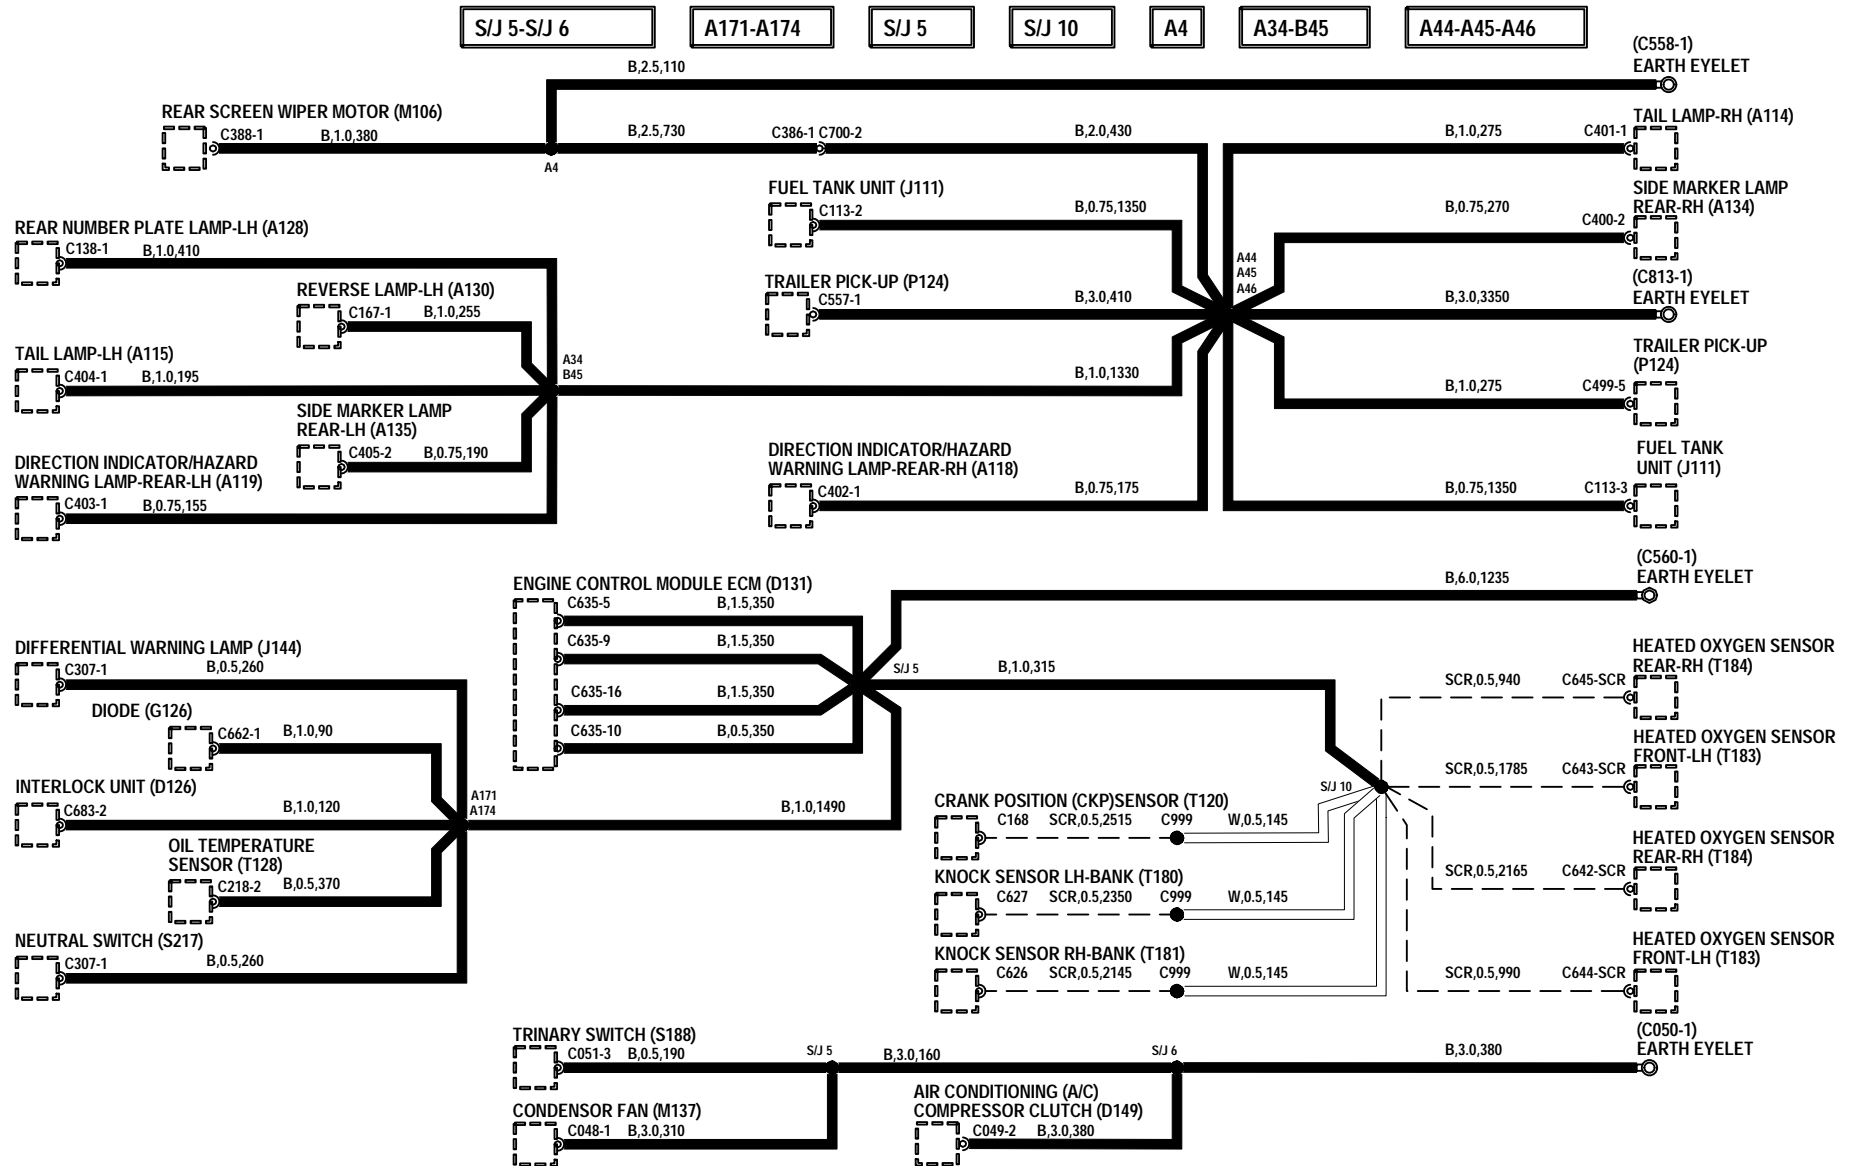 S/J 5-S/J 6
A171-A174
S/J 5
S/J 10
A4
A34-B45
A44-A45-A46
(C558-1)
EARTH EYELET
B,2.5,110
REAR SCREEN WIPER MOTOR (M106)
C388-1
B,1.0,380
A4
B,2.5,730
C386-1 C700-2
B,2.0,430
B,1.0,275
C401-1
TAIL LAMP-RH (A114)
FUEL TANK UNIT (J111)
C113-2
B,0.75,1350
B,0.75,270
C400-2
SIDE MARKER LAMP
REAR-RH (A134)
REAR NUMBER PLATE LAMP-LH (A128)
C138-1
B,1.0,410
REVERSE LAMP-LH (A130)
C167-1
B,1.0,255
TRAILER PICK-UP (P124)
C557-1
B,3.0,410
A44
A45
A46
B,3.0,3350
(C813-1)
EARTH EYELET
TAIL LAMP-LH (A115)
C404-1
B,1.0,195
A34
B45
B,1.0,1330
B,1.0,275
C499-5
TRAILER PICK-UP
(P124)
SIDE MARKER LAMP
REAR-LH (A135)
C405-2
B,0.75,190
DIRECTION INDICATOR/HAZARD
WARNING LAMP-REAR-LH (A119)
C403-1
B,0.75,155
DIRECTION INDICATOR/HAZARD
WARNING LAMP-REAR-RH (A118)
C402-1
B,0.75,175
B,0.75,1350
C113-3
FUEL TANK
UNIT (J111)
ENGINE CONTROL MODULE ECM (D131)
C635-5
B,1.5,350
C635-9
B,1.5,350
C635-16
B,1.5,350
C635-10
B,0.5,350
S/J 5
B,6.0,1235
(C560-1)
EARTH EYELET
B,1.0,315
DIFFERENTIAL WARNING LAMP (J144)
C307-1
B,0.5,260
DIODE (G126)
C662-1
B,1.0,90
INTERLOCK UNIT (D126)
C683-2
B,1.0,120
A171
A174
B,1.0,1490
OIL TEMPERATURE
SENSOR (T128)
C218-2
B,0.5,370
NEUTRAL SWITCH (S217)
C307-1
B,0.5,260
S/J 10
SCR,0.5,940
C645-SCR
HEATED OXYGEN SENSOR
REAR-RH (T184)
SCR,0.5,1785
C643-SCR
HEATED OXYGEN SENSOR
FRONT-LH (T183)
CRANK POSITION (CKP)SENSOR (T120)
C168
SCR,0.5,2515
C999
W,0.5,145
KNOCK SENSOR LH-BANK (T180)
C627
SCR,0.5,2350
C999
W,0.5,145
SCR,0.5,2165
C642-SCR
HEATED OXYGEN SENSOR
REAR-RH (T184)
KNOCK SENSOR RH-BANK (T181)
C626
SCR,0.5,2145
C999
W,0.5,145
SCR,0.5,990
C644-SCR
HEATED OXYGEN SENSOR
FRONT-LH (T183)
TRINARY SWITCH (S188)
C051-3
B,0.5,190
S/J 5
B,3.0,160
S/J 6
B,3.0,380
(C050-1)
EARTH EYELET
CONDENSOR FAN (M137)
C048-1
B,3.0,310
AIR CONDITIONING (A/C)
COMPRESSOR CLUTCH (D149)
C049-2
B,3.0,380